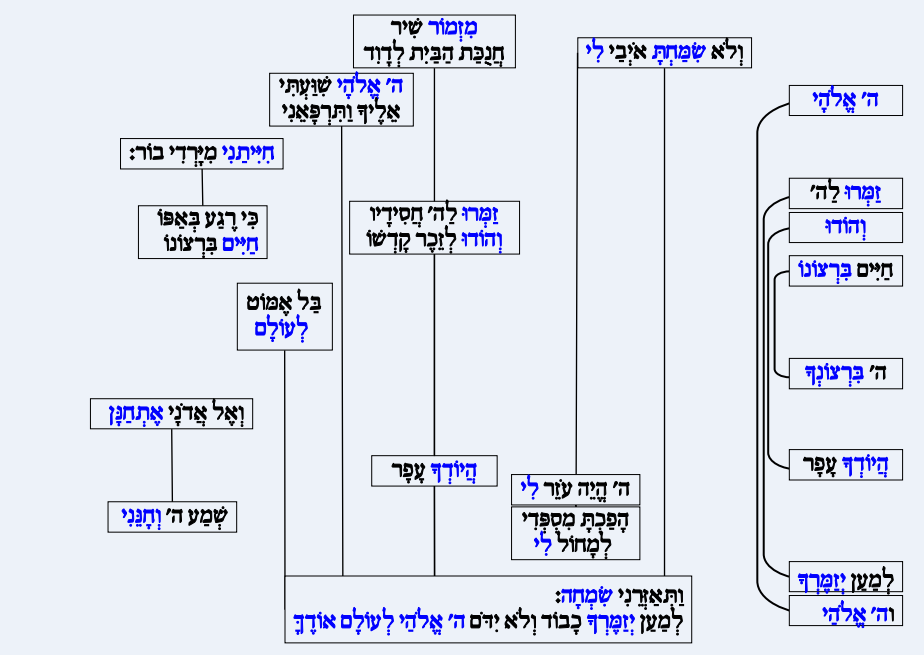 מִזְמוֹר שִׁיר
חֲנֻכַּת הַבַּיִת לְדָוִד
וְלֹא שִׂמַּחְתָּ אֹיְבַי לִי
ה' אֱלֹהָי שִׁוַּעְתִּי
אֵלֶיךָ וַתִּרְפָּאֵנִי
ה' אֱלֹהָי
חִיִּיתַנִי מִיָּרְדִי בוֹר:
זַמְּרוּ לַה'
זַמְּרוּ לַה' חֲסִידָיו
וְהוֹדוּ לְזֵכֶר קָדְשׁוֹ
כִּי רֶגַע בְּאַפּוֹ
חַיִּים בִּרְצוֹנוֹ
וְהוֹדוּ
חַיִּים בִּרְצוֹנוֹ
בַּל אֶמּוֹט
לְעוֹלָם
ה' בִּרְצוֹנְךָ
וְאֶל אֲדֹנָי אֶתְחַנָּן
הֲיוֹדְךָ עָפָר
הֲיוֹדְךָ עָפָר
ה' הֱיֵה עֹזֵר לִי
שְׁמַע ה' וְחָנֵּנִי
הָפַכְתָּ מִסְפְּדִי
לְמָחוֹל לִי
לְמַעַן יְזַמֶּרְךָ
וה' אֱלֹהַי
וַתְּאַזְּרֵנִי שִׂמְחָה:
לְמַעַן יְזַמֶּרְךָ כָבוֹד וְלֹא יִדֹּם ה' אֱלֹהַי לְעוֹלָם אוֹדֶךָּ